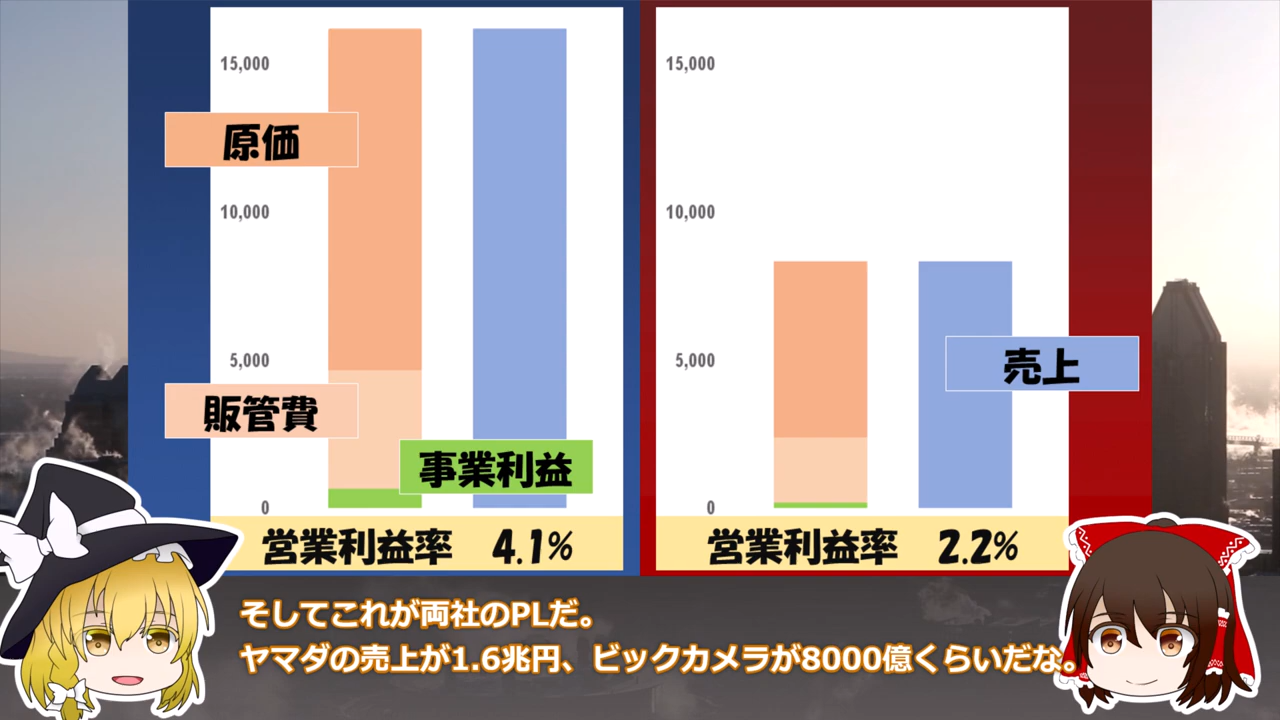 15,000
原価
10,000
5,000
販管費
事業利益
0
営業利益率 4.1%
15,000
10,000
5,000
売上
0
営業利益率 2.2%
そしてこれが両社のPLだ。
ヤマダの売上が1.6兆円、ビックカメラが8000億くらいだな。